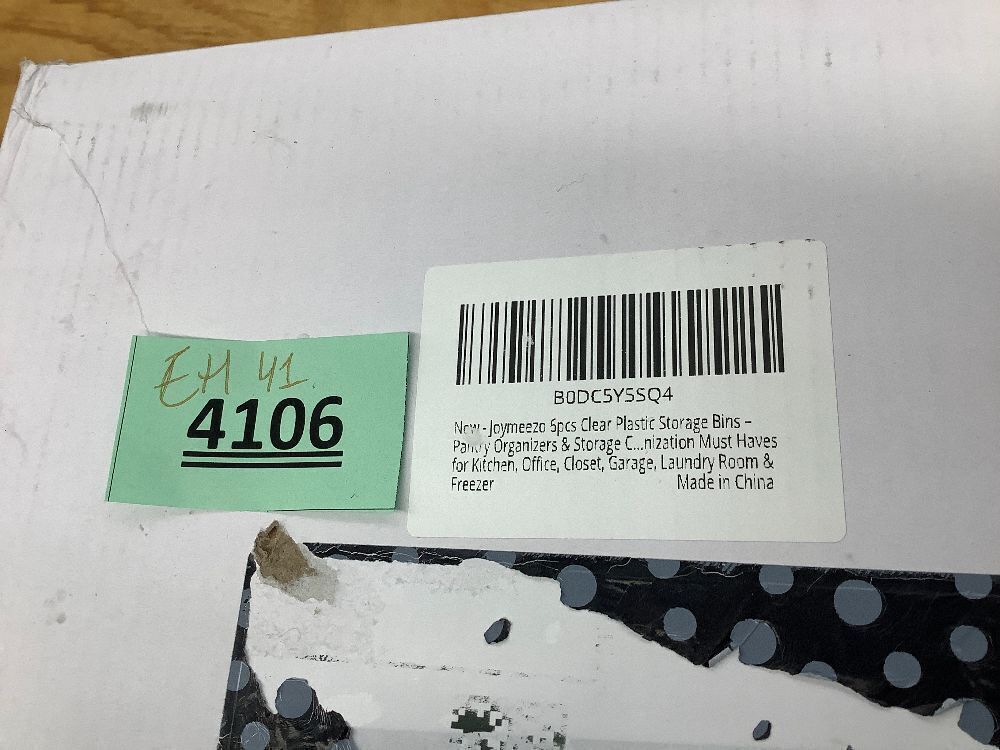 EH 41.
4106
B0DC5Y5SQ4
New - Joymeezo 6pcs Clear Plastic Storage Bins –
Pantry Organizers & Storage C...nization Must Haves
for Kitchen, Office, Closet, Garage, Laundry Room &
Freezer Made in China